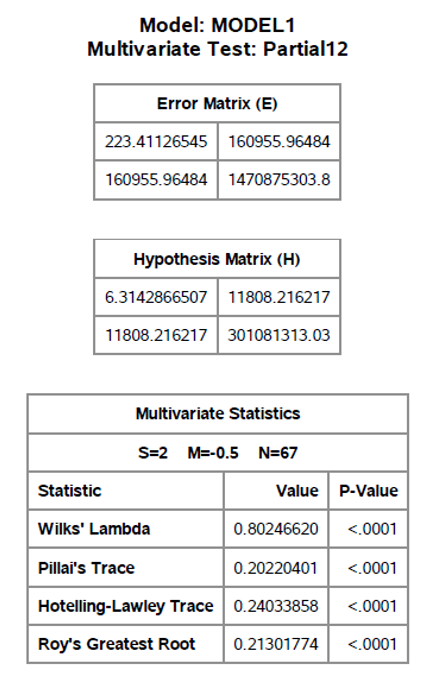 Model: MODEL1
Multivariate Test: Partial12
Error Matrix (E)
223.41126545 160955.96484
160955.96484 1470875303.8
Hypothesis Matrix (H)
6.3142866507 11808.216217
11808.216217 301081313.03
Multivariate Statistics
S=2 M=-0.5 N=67
Statistic Value P-Value
Wilks' Lambda 0.80246620 <.0001
Pillai's Trace 0.20220401 <.0001
Hotelling-Lawley Trace 0.24033858 <.0001
Roy's Greatest Root 0.21301774 <.0001